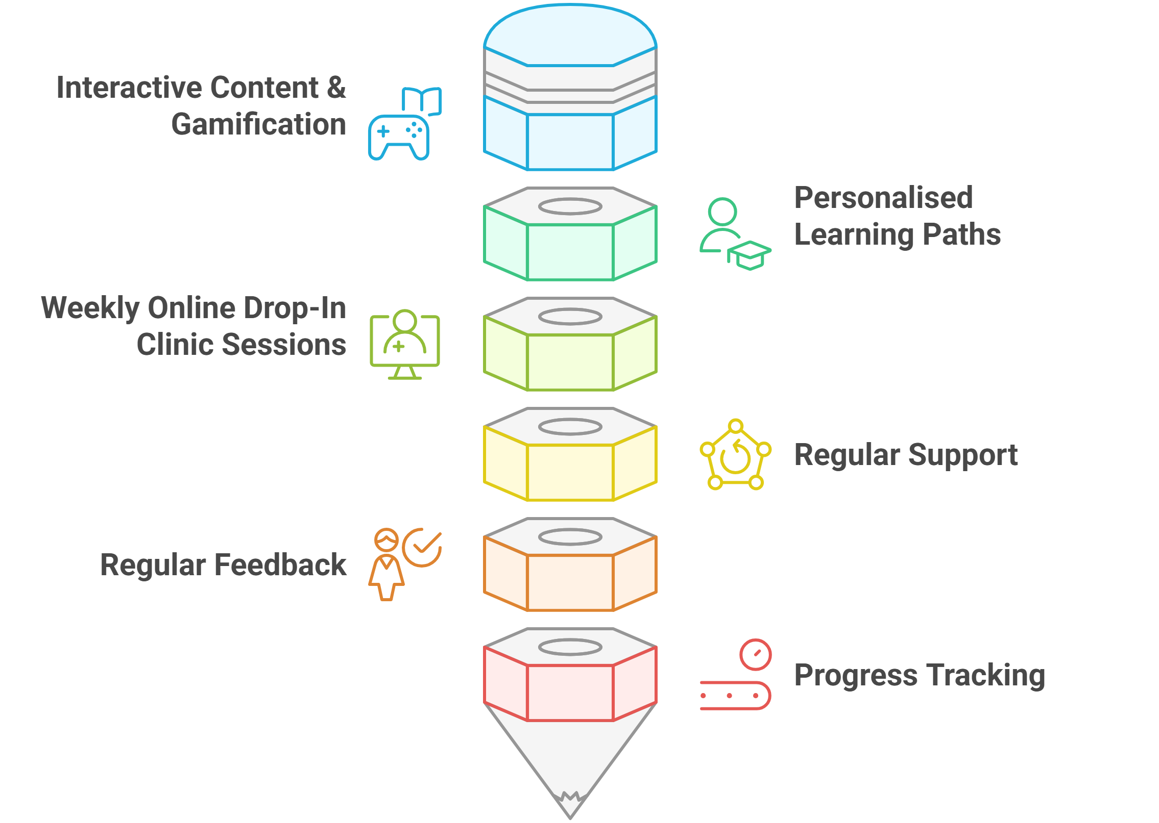 Interactive Content &
Gamification
Personalised
Learning Paths
Weekly Online Drop-In
Clinic Sessions
Regular Support
Regular Feedback
Progress Tracking